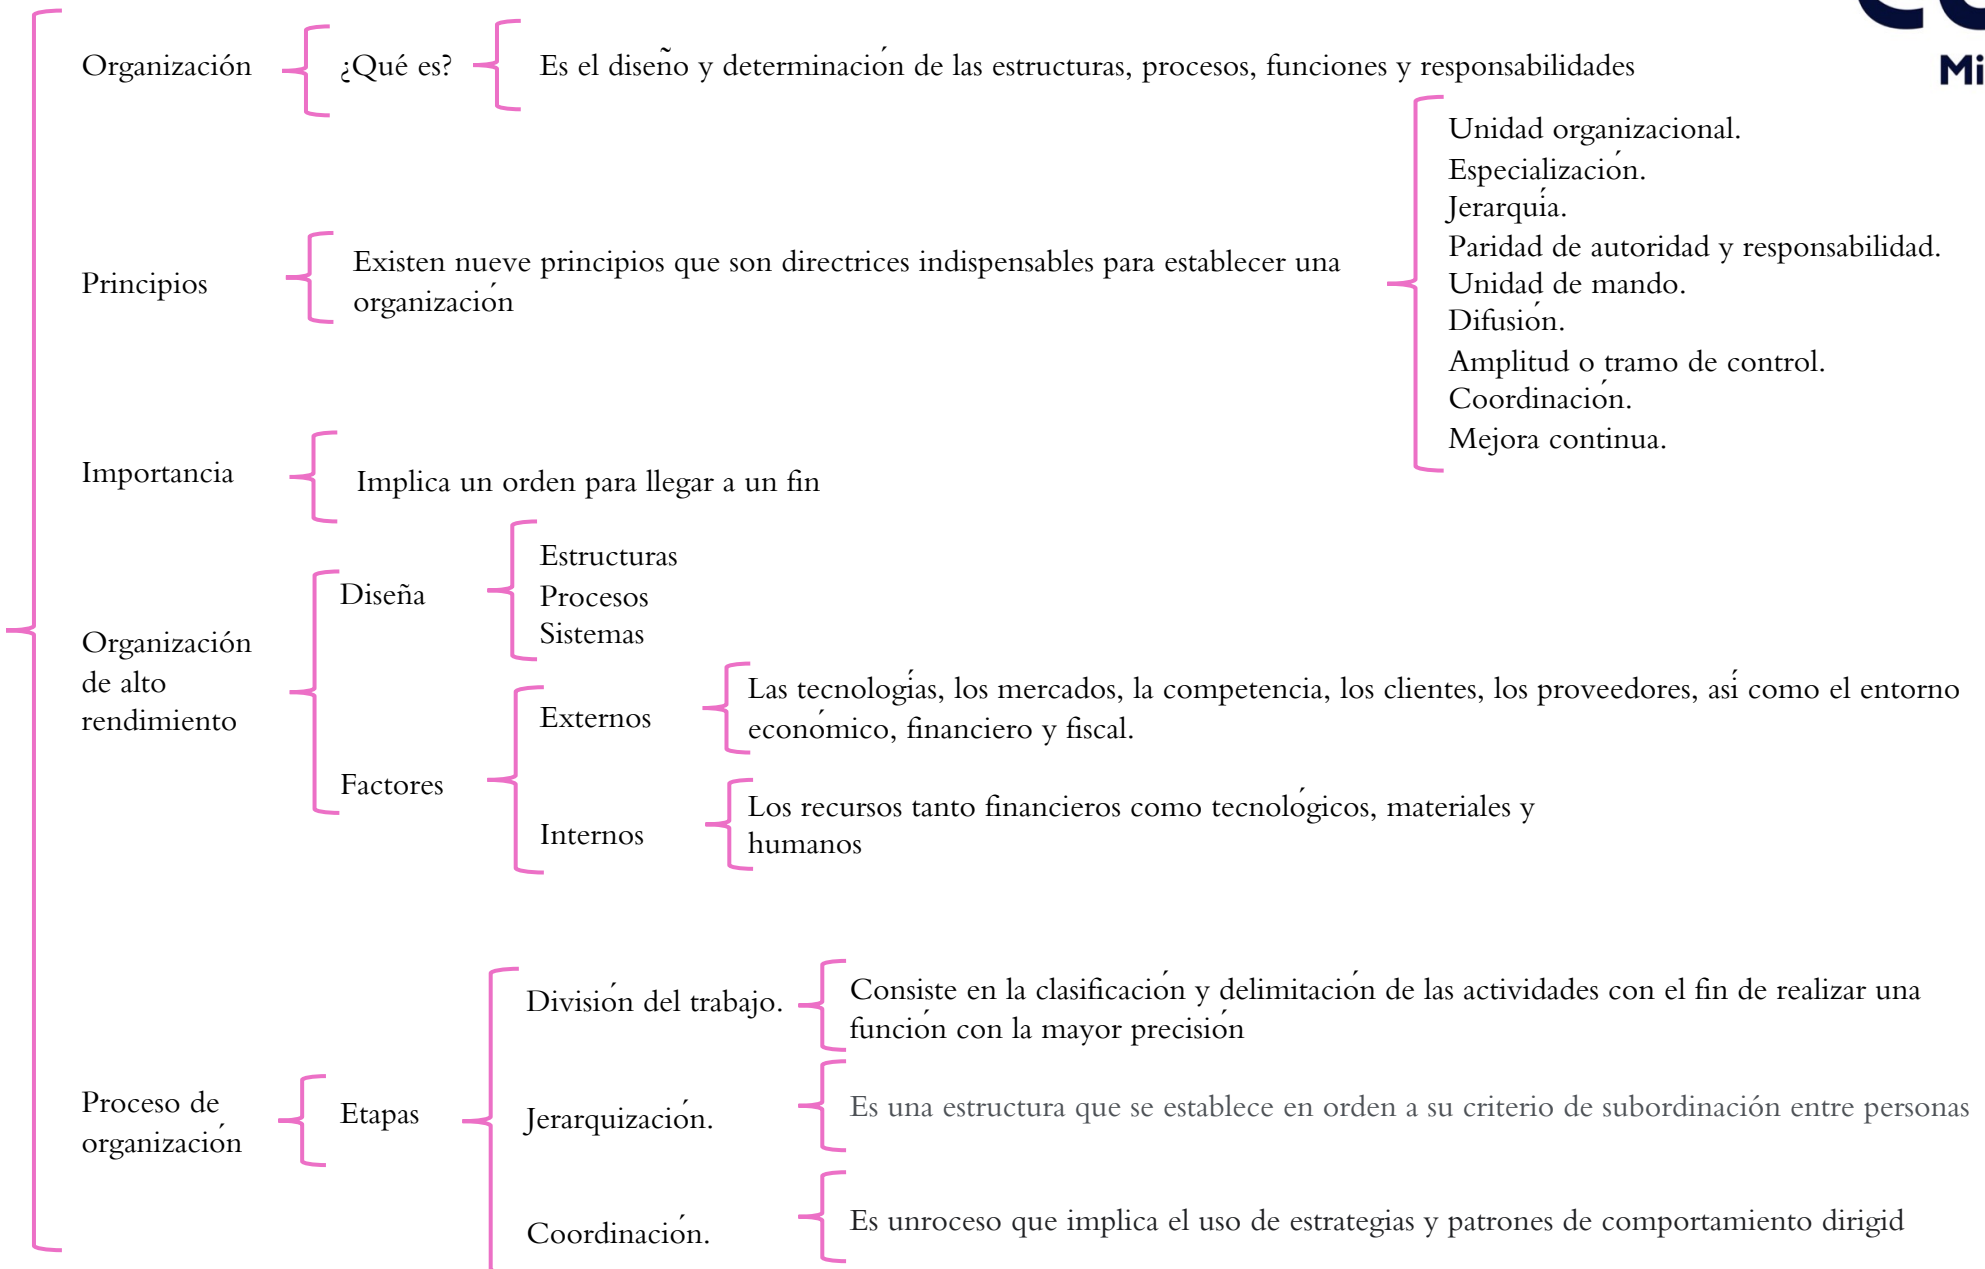 Organización
¿Qué es?
Es el diseño y determinación de las estructuras, procesos, funciones y responsabilidades
Mi
Principios
Existen nueve principios que son directrices indispensables para establecer una
organización
Unidad organizacional.
Especialización.
Jerarquía.
Paridad de autoridad y responsabilidad.
Unidad de mando.
Difusión.
Amplitud o tramo de control.
Coordinación.
Mejora continua.
Importancia
Implica un orden para llegar a un fin
Organización
de alto
rendimiento
Diseña
Estructuras
Procesos
Sistemas
Factores
Externos
Las tecnologías, los mercados, la competencia, los clientes, los proveedores, así como el entorno
económico, financiero y fiscal.
Internos
Los recursos tanto financieros como tecnológicos, materiales y
humanos
Proceso de
organización
Etapas
División del trabajo.
Consiste en la clasificación y delimitación de las actividades con el fin de realizar una
función con la mayor precisión
Jerarquización.
Es una estructura que se establece en orden a su criterio de subordinación entre personas
Coordinación.
Es unroceso que implica el uso de estrategias y patrones de comportamiento dirigid